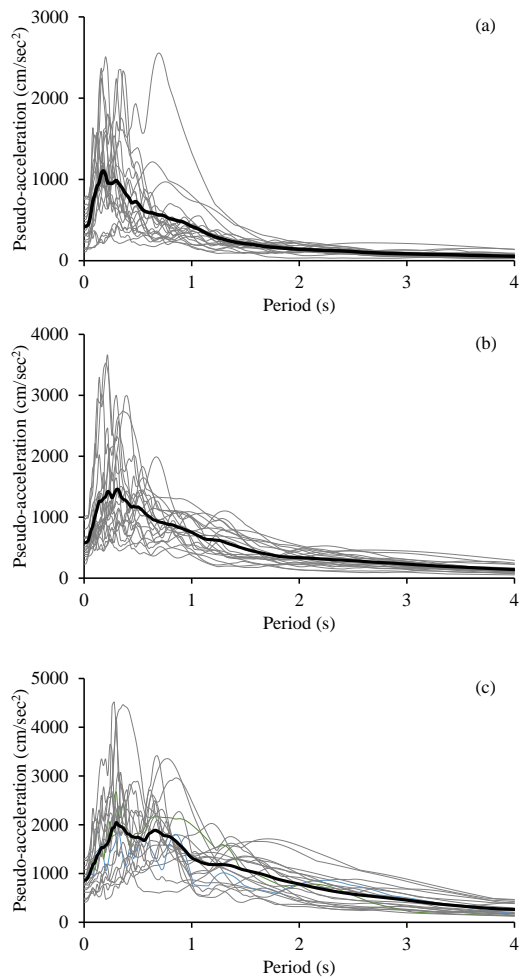 (a)
Pseudo-acceleration (cm/sec²)
3000
2000
1000
0
0 1 2 3 4
Period (s)
(b)
Pseudo-acceleration (cm/sec²)
4000
3000
2000
1000
0
0 1 2 3 4
Period (s)
(c)
Pseudo-acceleration (cm/sec²)
5000
4000
3000
2000
1000
0
0 1 2 3 4
Period (s)